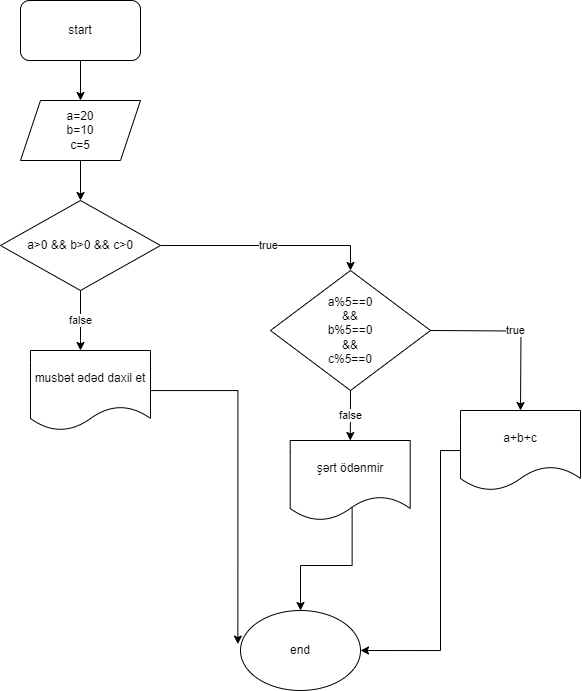 start
a=20
b=10
c=5
a>0 && b>0 && c>0
true
false
a%5==0
&&
b%5==0
&&
c%5==0
true
musbət ədəd daxil et
false
a+b+c
şərt ödənmir
end